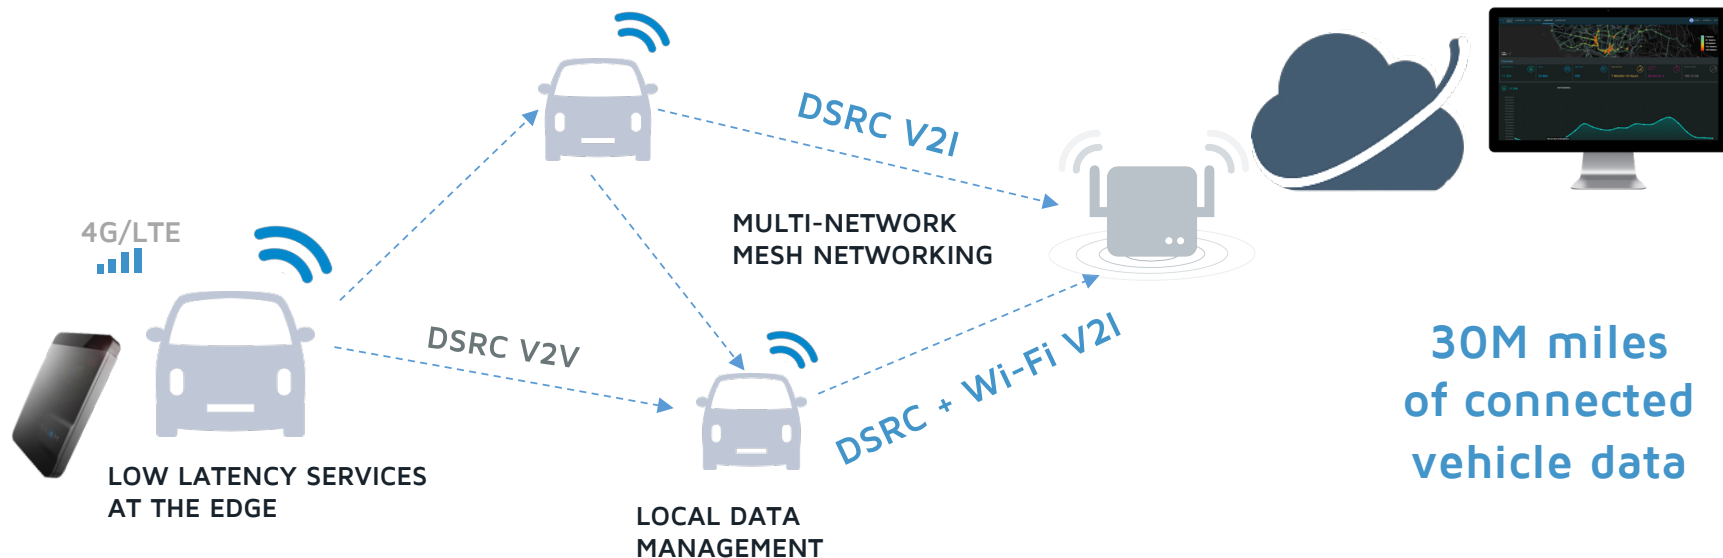 4G/LTE
DSRC V2I
MULTI-NETWORK
MESH NETWORKING
DSRC V2V
DSRC + Wi-Fi V2I
LOW LATENCY SERVICES
AT THE EDGE
LOCAL DATA
MANAGEMENT
30M miles
of connected
vehicle data